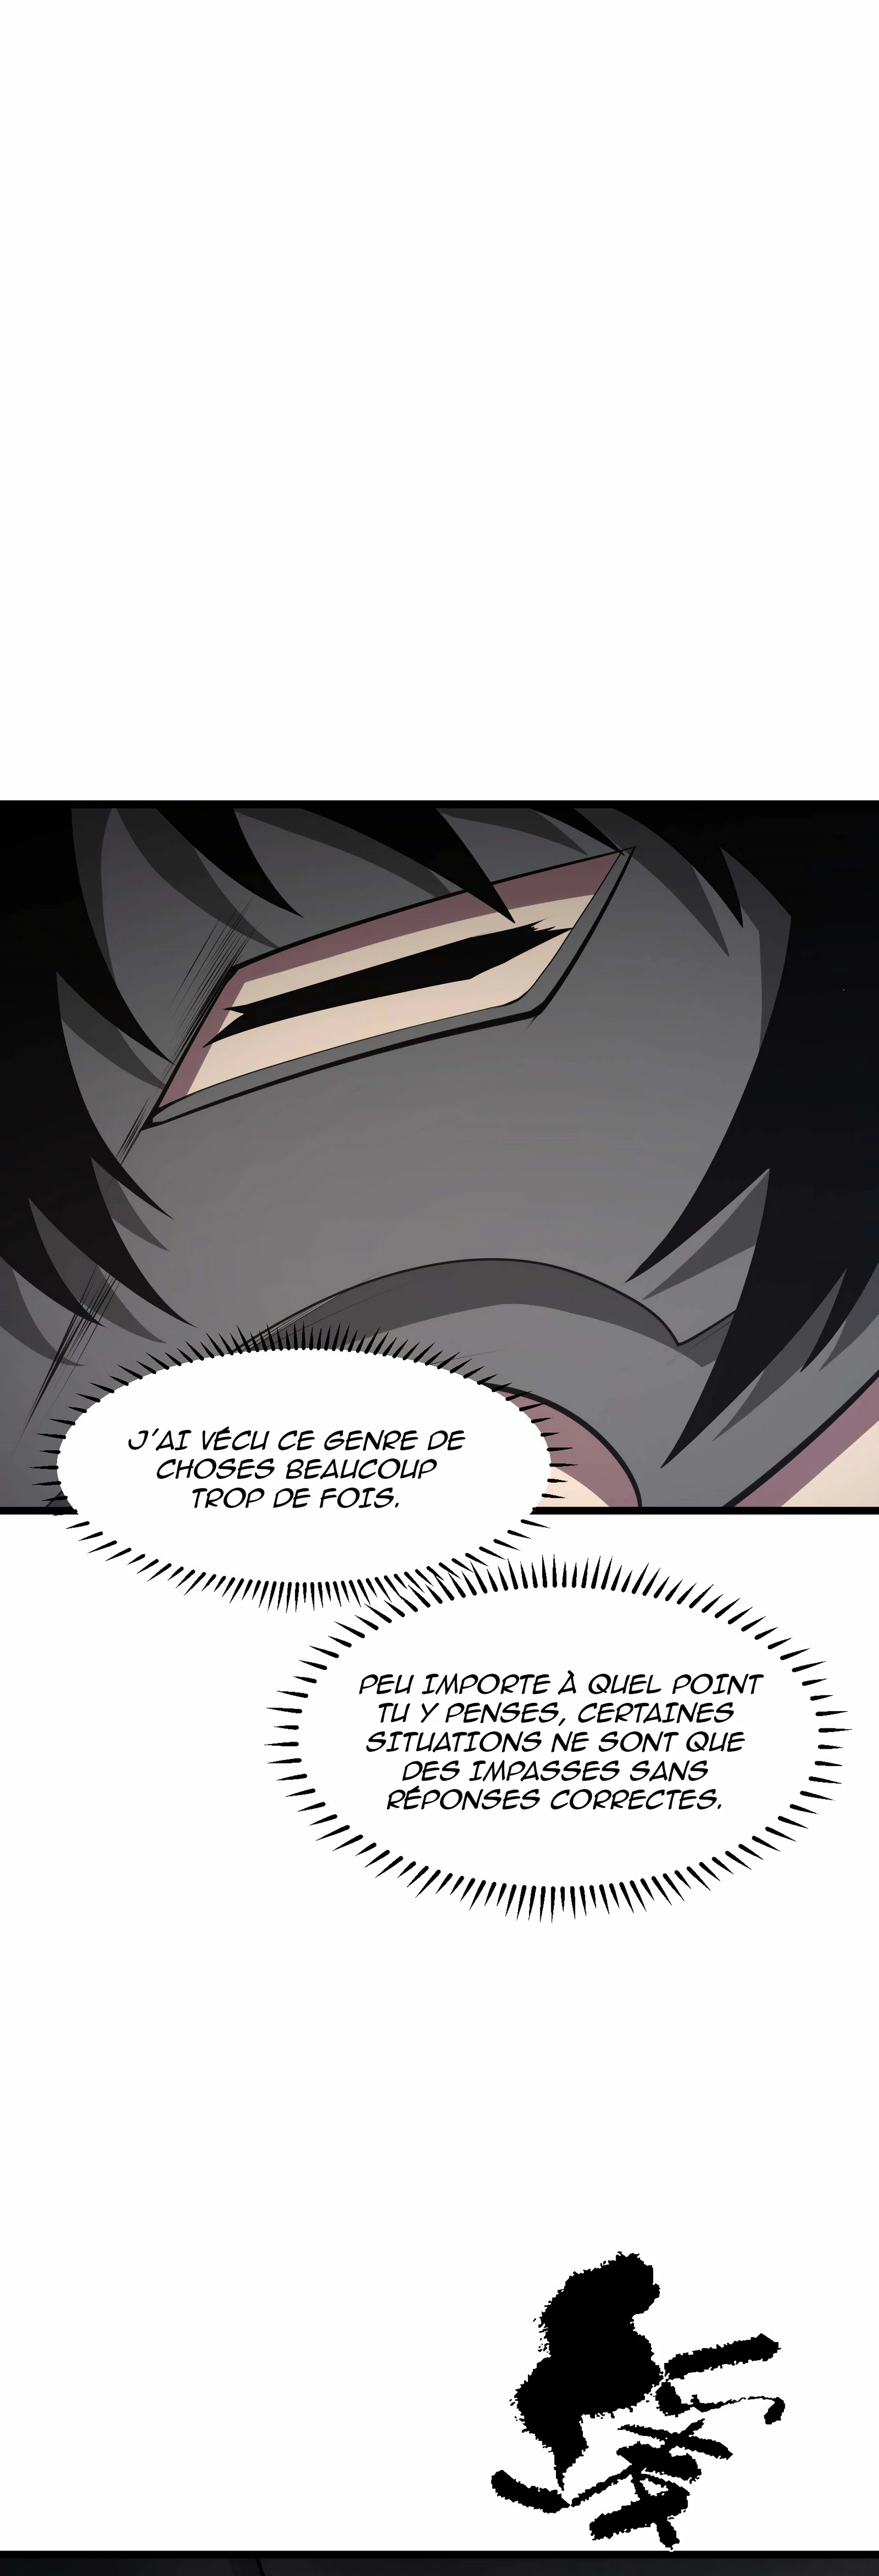 J'AI VÉCU CE GENRE DE
CHOSES BEAUCOUP
TROP DE FOIS.
PEU IMPORTE À QUEL POINT
TU Y PENSES, CERTAINES
SITUATIONS NE SONT QUE
DES IMPASSES SANS
RÉPONSES CORRECTES.